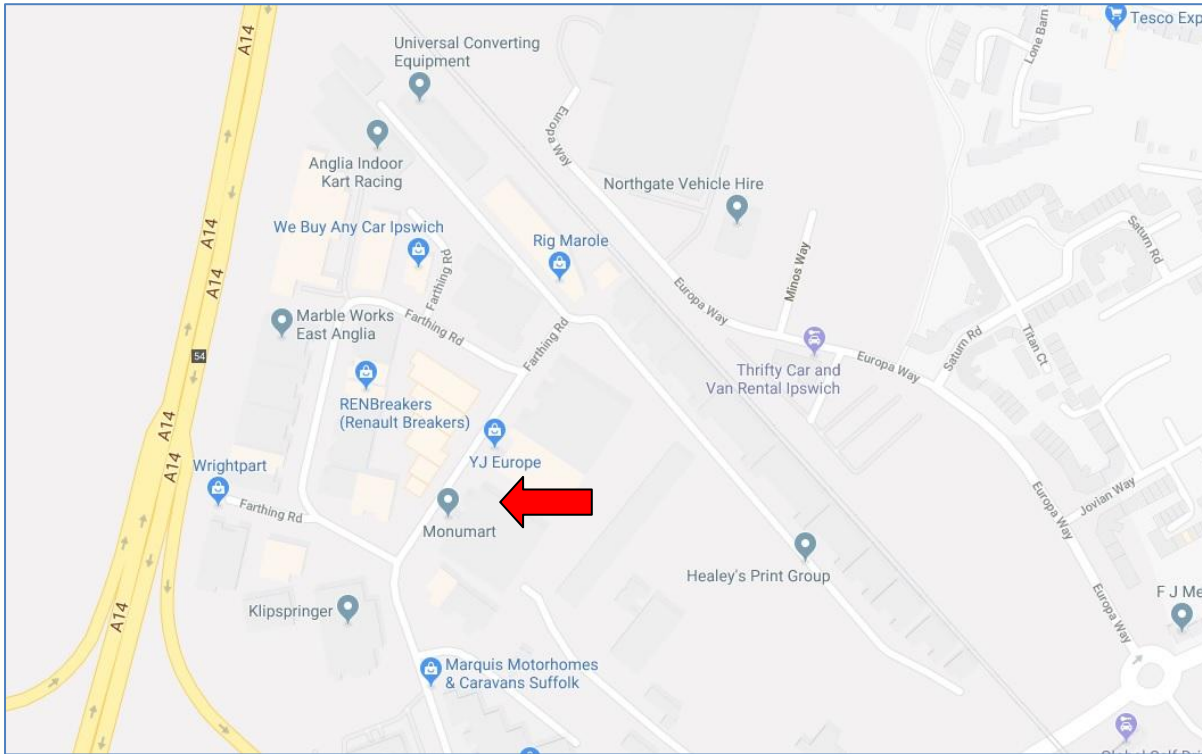 A14
Universal Converting
Equipment
Lone Barn
Tesco Exp
Europa Way
Anglia Indoor
Kart Racing
Northgate Vehicle Hire
A14
A14
We Buy Any Car Ipswich
Rig Marole
Farthing Rd
Minos Way
Saturn Rd
Europa Way
Marble Works
East Anglia
Farthing Rd
Farthing Rd
54
Thrifty Car and
Van Rental Ipswich
Europa Way
Saturn Rd
Titan Ct
RENBreakers
(Renault Breakers)
A14
A14
YJ Europe
Wrightpart
Farthing Rd
Monumart
Europa Way
Jovian Way
Healey's Print Group
Klipspringer
A14
Europa Way
F J Me
Marquis Motorhomes
& Caravans Suffolk